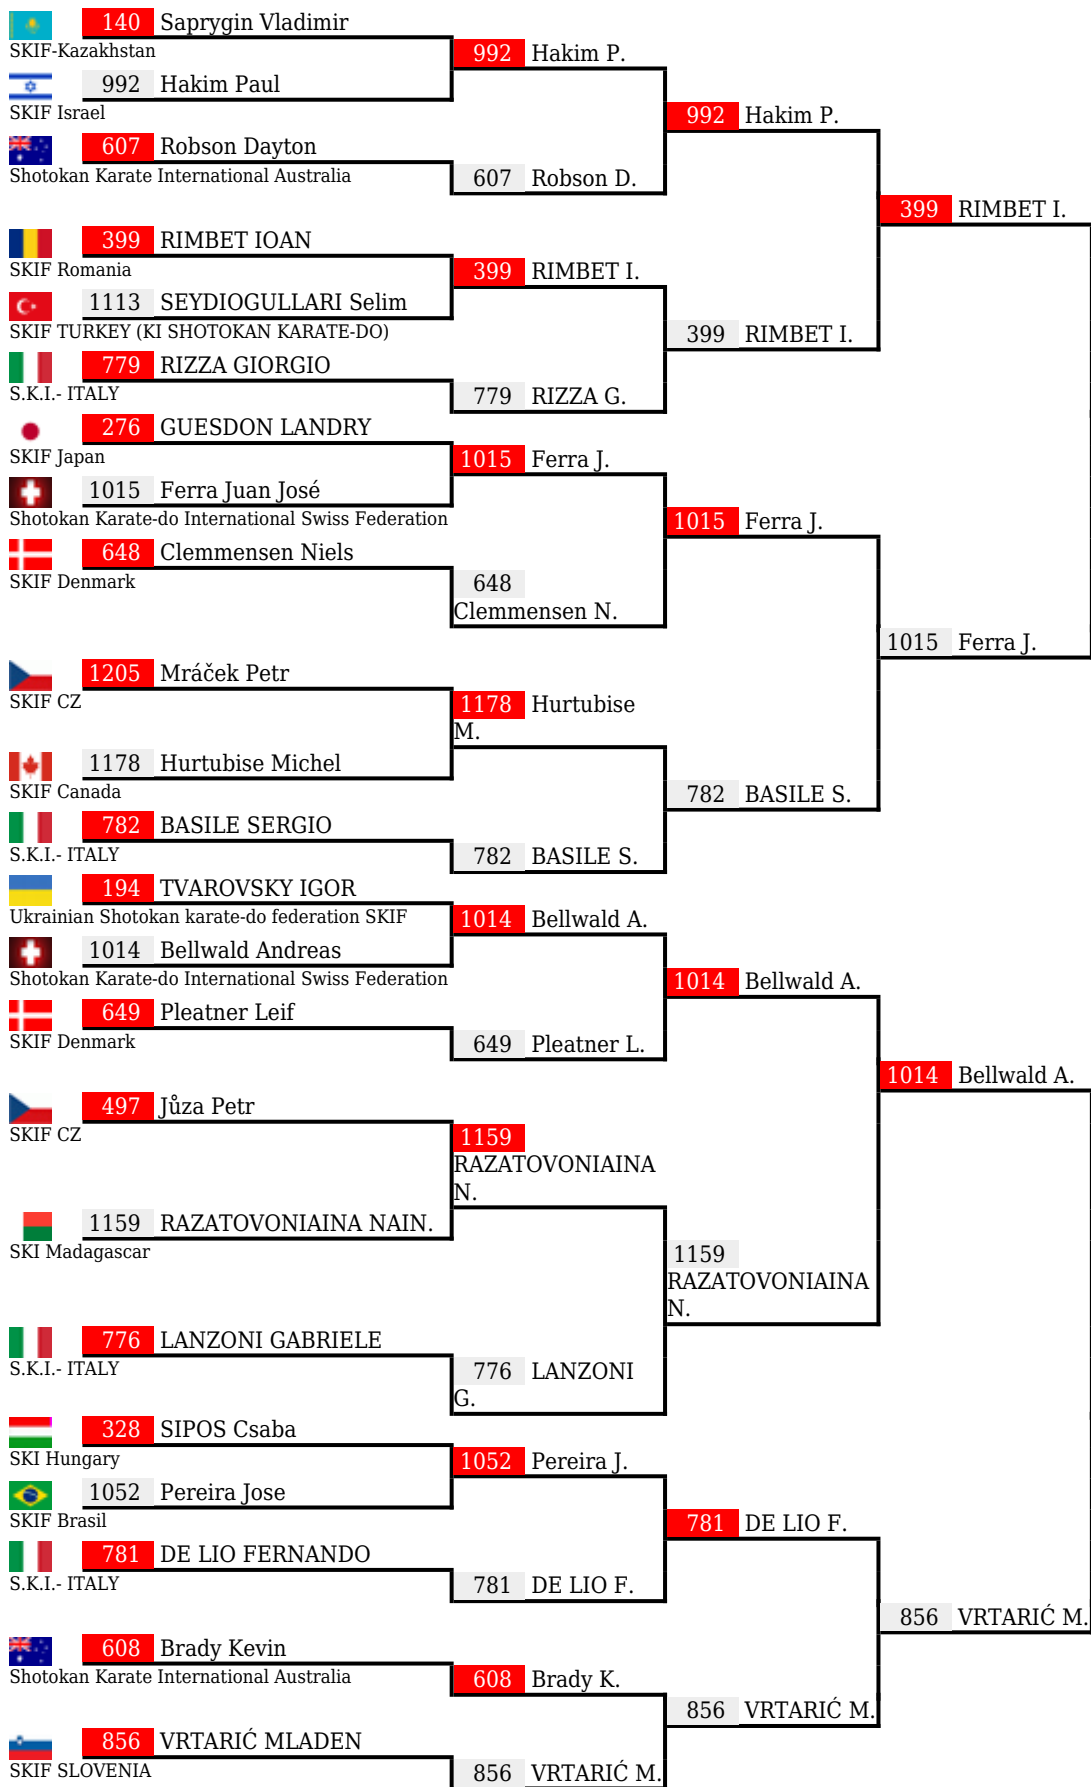 140 Saprygin Vladimir
SKIF-Kazakhstan
992 Hakim P.
992 Hakim Paul
SKIF Israel
992 Hakim P.
607 Robson Dayton
Shotokan Karate International Australia
607 Robson D.
399 RIMBET I.
399 RIMBET IOAN
SKIF Romania
399 RIMBET I.
1113 SEYDIOGULLARI Selim
SKIF TURKEY (KI SHOTOKAN KARATE-DO)
399 RIMBET I.
779 RIZZA GIORGIO
S.K.I.- ITALY
779 RIZZA G.
276 GUESDON LANDRY
SKIF Japan
1015 Ferra J.
1015 Ferra Juan José
Shotokan Karate-do International Swiss Federation
1015 Ferra J.
648 Clemmensen Niels
SKIF Denmark
648
Clemmensen N.
1015 Ferra J.
1205 Mráček Petr
SKIF CZ
1178 Hurtubise
M.
1178 Hurtubise Michel
SKIF Canada
782 BASILE S.
782 BASILE SERGIO
S.K.I.- ITALY
782 BASILE S.
194 TVAROVSKY IGOR
Ukrainian Shotokan karate-do federation SKIF
1014 Bellwald A.
1014 Bellwald Andreas
Shotokan Karate-do International Swiss Federation
1014 Bellwald A.
649 Pleatner Leif
SKIF Denmark
649 Pleatner L.
1014 Bellwald A.
497 Jůza Petr
SKIF CZ
1159
RAZATOVONIAINA
N.
1159 RAZATOVONIAINA NAIN.
SKI Madagascar
1159
RAZATOVONIAINA
N.
776 LANZONI GABRIELE
S.K.I.- ITALY
776 LANZONI
G.
328 SIPOS Csaba
SKI Hungary
1052 Pereira J.
1052 Pereira Jose
SKIF Brasil
781 DE LIO F.
781 DE LIO FERNANDO
S.K.I.- ITALY
781 DE LIO F.
856 VRTARIĆ M.
608 Brady Kevin
Shotokan Karate International Australia
608 Brady K.
856 VRTARIĆ M.
856 VRTARIĆ MLADEN
SKIF SLOVENIA
856 VRTARIĆ M.